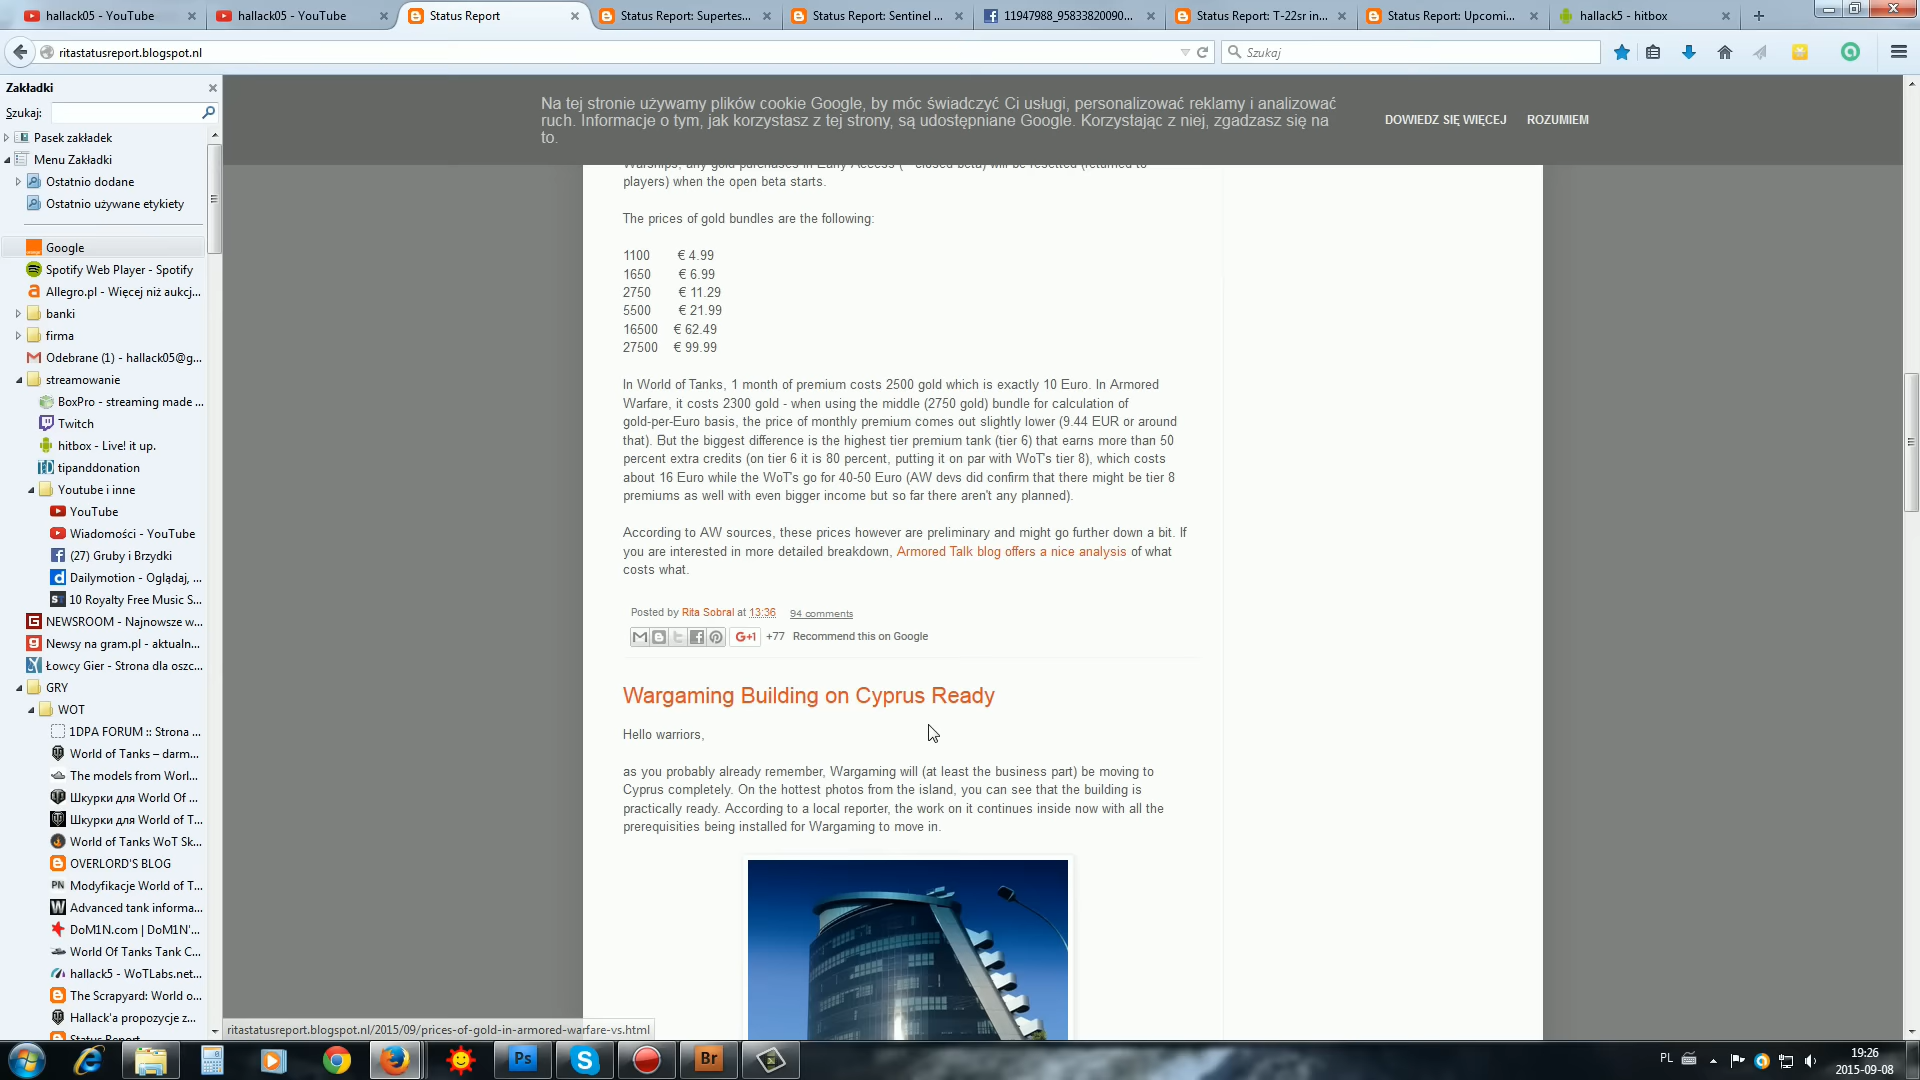 hallack05 - YouTube
hallack05 - YouTube
Status Report
Status Report: Supertes...
Status Report: Sentinel ...
11947988_95833820090...
Status Report: T-22sr in...
Status Report: Upcomi...
hallack5 - hitbox
ritastatusreport.blogspot.nl
Szukaj
Zakładki
Szukaj:
Pasek zakładek
Menu Zakładki
Ostatnio dodane
Ostatnio używane etykiety
Google
Spotify Web Player - Spotify
Allegro.pl - Więcej niż aukcj...
banki
firma
Odebrane (1) - hallack05@g...
streamowanie
BoxPro - streaming made ...
Twitch
hitbox - Live! it up.
tipanddonation
Youtube i inne
YouTube
Wiadomości - YouTube
(27) Gruby i Brzydki
Dailymotion - Oglądaj, ...
10 Royalty Free Music S...
NEWSROOM - Najnowsze w...
Newsy na gram.pl - aktualn...
Łowcy Gier - Strona dla oszc...
GRY
WOT
1DPA FORUM :: Strona ...
World of Tanks – darm...
The models from Worl...
Шкурки для World Of ...
Шкурки для World of T...
World of Tanks WoT Sk...
OVERLORD'S BLOG
Modyfikacje World of T...
Advanced tank informa...
DoM1N.com | DoM1N'...
World Of Tanks Tank C...
hallack5 - WoTLabs.net...
The Scrapyard: World o...
Hallack'a propozycje z...
Status Report
Na tej stronie używamy plików cookie Google, by móc świadczyć Ci usługi, personalizować reklamy i analizować
ruch. Informacje o tym, jak korzystasz z tej strony, są udostępniane Google. Korzystając z niej, zgadzasz się na
to.
DOWIEDZ SIĘ WIĘCEJ
ROZUMIEM
Warships, any gold purchases in Early Access ( closed beta) will be resetted (returned to
players) when the open beta starts.
The prices of gold bundles are the following:
1100 € 4.99
1650 € 6.99
2750 € 11.29
5500 € 21.99
16500 € 62.49
27500 € 99.99
In World of Tanks, 1 month of premium costs 2500 gold which is exactly 10 Euro. In Armored
Warfare, it costs 2300 gold - when using the middle (2750 gold) bundle for calculation of
gold-per-Euro basis, the price of monthly premium comes out slightly lower (9.44 EUR or around
that). But the biggest difference is the highest tier premium tank (tier 6) that earns more than 50
percent extra credits (on tier 6 it is 80 percent, putting it on par with WoT's tier 8), which costs
about 16 Euro while the WoT's go for 40-50 Euro (AW devs did confirm that there might be tier 8
premiums as well with even bigger income but so far there aren't any planned).
According to AW sources, these prices however are preliminary and might go further down a bit. If
you are interested in more detailed breakdown, Armored Talk blog offers a nice analysis of what
costs what.
Posted by Rita Sobral at 13:36 94 comments
G+1 +77 Recommend this on Google
Wargaming Building on Cyprus Ready
Hello warriors,
as you probably already remember, Wargaming will (at least the business part) be moving to
Cyprus completely. On the hottest photos from the island, you can see that the building is
practically ready. According to a local reporter, the work on it continues inside now with all the
prerequisities being installed for Wargaming to move in.
ritastatusreport.blogspot.nl/2015/09/prices-of-gold-in-armored-warfare-vs.html
Ps
Br
PL
19:26
2015-09-08